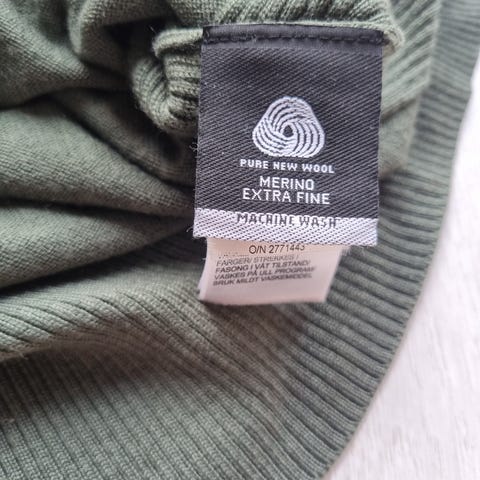 PURE NEW WOOL
MERINO
EXTRA FINE
MACHINE WASH
O/N 2771443
FARGER/ STREKKES I
FASONG I VÅT TILSTAND/
VASKES PÅ ULL PROGRAM/
BRUK MILDT VASKEMIDDEL